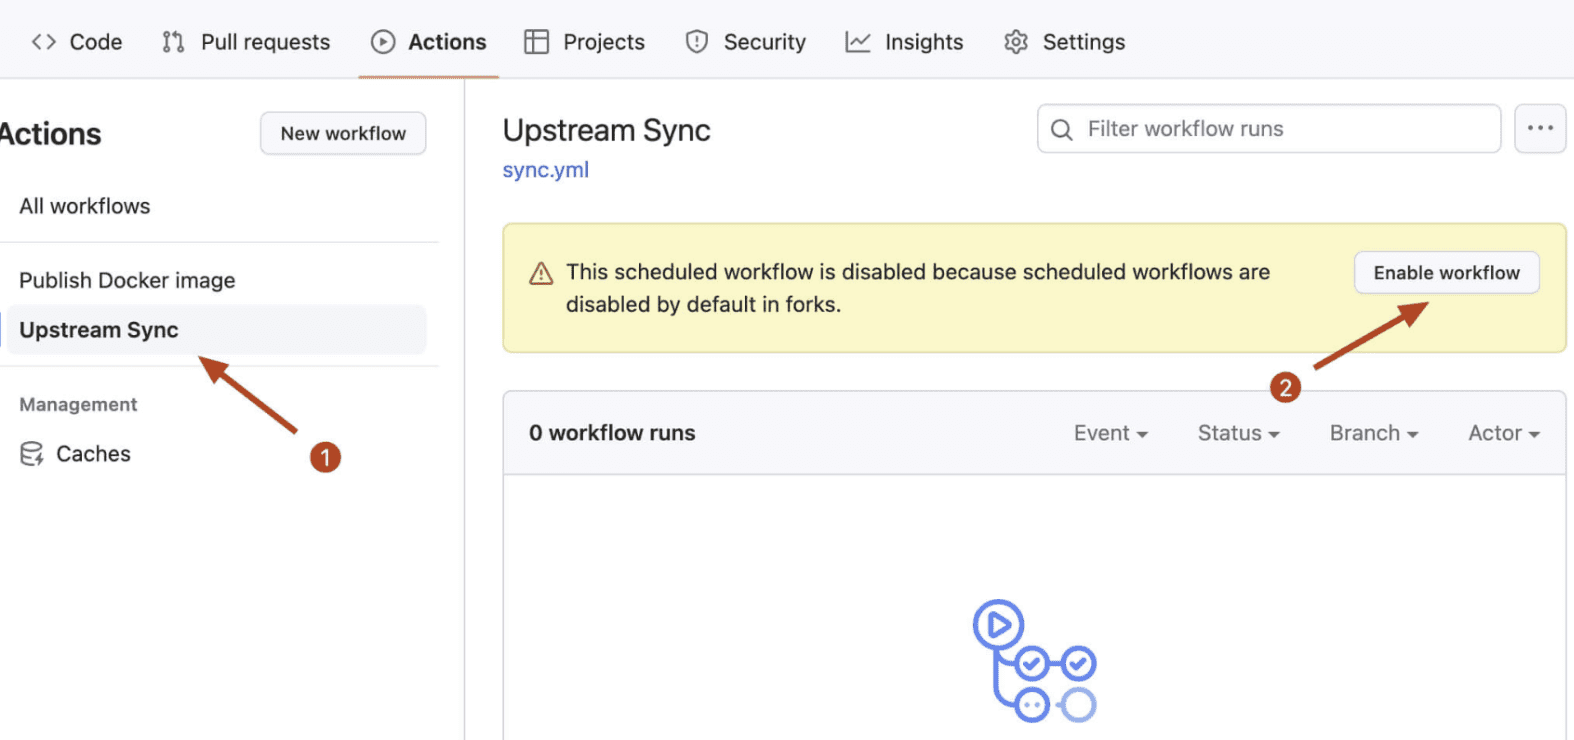 Code Pull requests Actions Projects Security Insights Settings
Actions
New workflow
All workflows
Publish Docker image
Upstream Sync
Management
Caches
1
Upstream Sync
sync.yml
Filter workflow runs
This scheduled workflow is disabled because scheduled workflows are
disabled by default in forks.
Enable workflow
2
0 workflow runs
Event Status Branch Actor